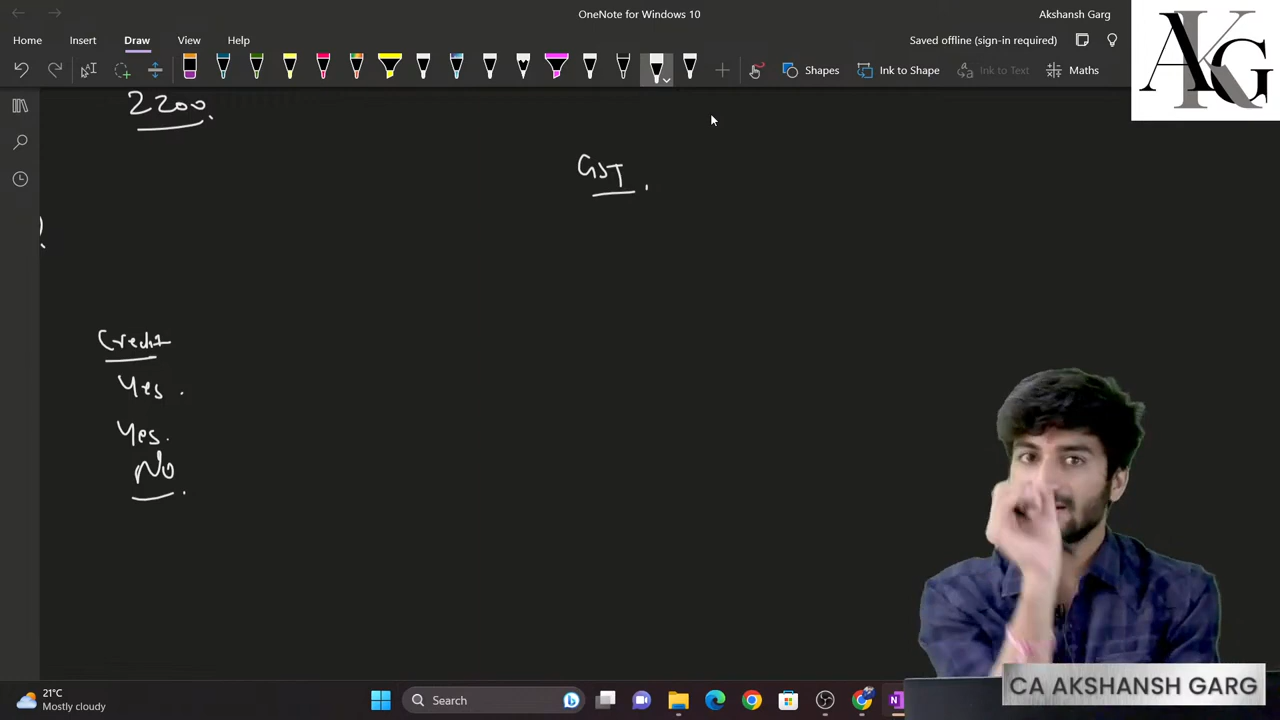 OneNote for Windows 10
Akshansh Garg
Home Insert Draw View Help
Saved offline (sign-in required)
Shapes
Ink to Shape
Ink to Text
Maths
AKG
2200
GST
Credit
Yes
Yes
No
CA AKSHANSH GARG
21°C
Mostly cloudy
Search